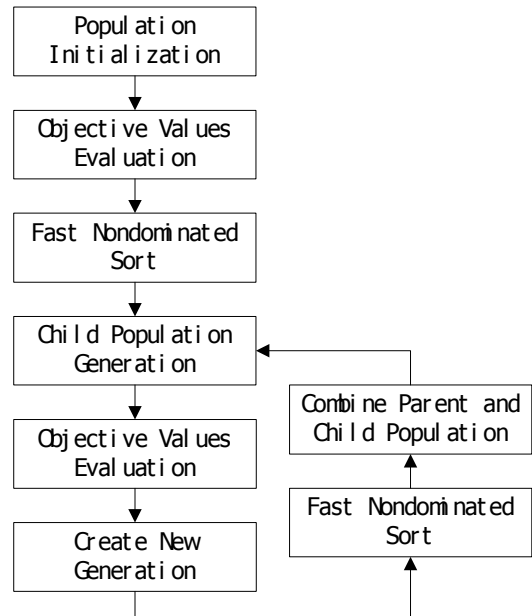 Population
Initialization
Objective Values
Evaluation
Fast Nondominated
Sort
Child Population
Generation
Objective Values
Evaluation
Create New
Generation
Combine Parent and
Child Population
Fast Nondominated
Sort